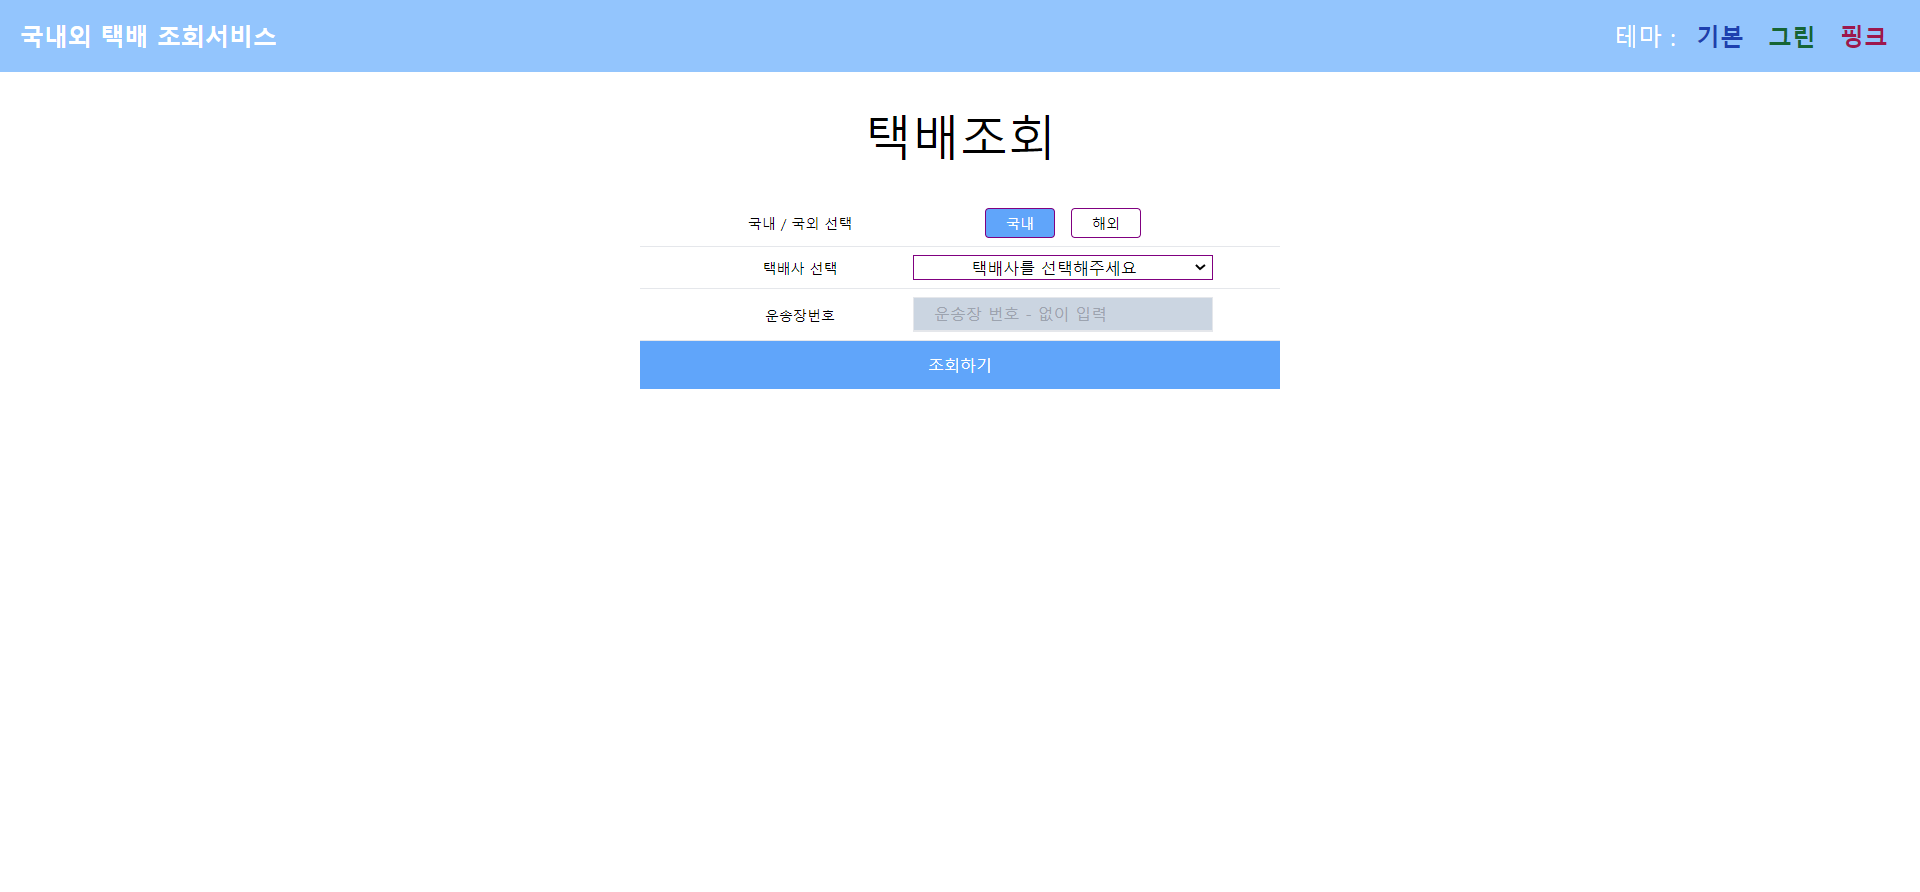 국내외 택배 조회서비스
테마 : 기본 그린 핑크
택배조회
국내 / 국외 선택 국내 해외
택배사 선택 택배사를 선택해주세요
운송장번호 운송장 번호 - 없이 입력
조회하기